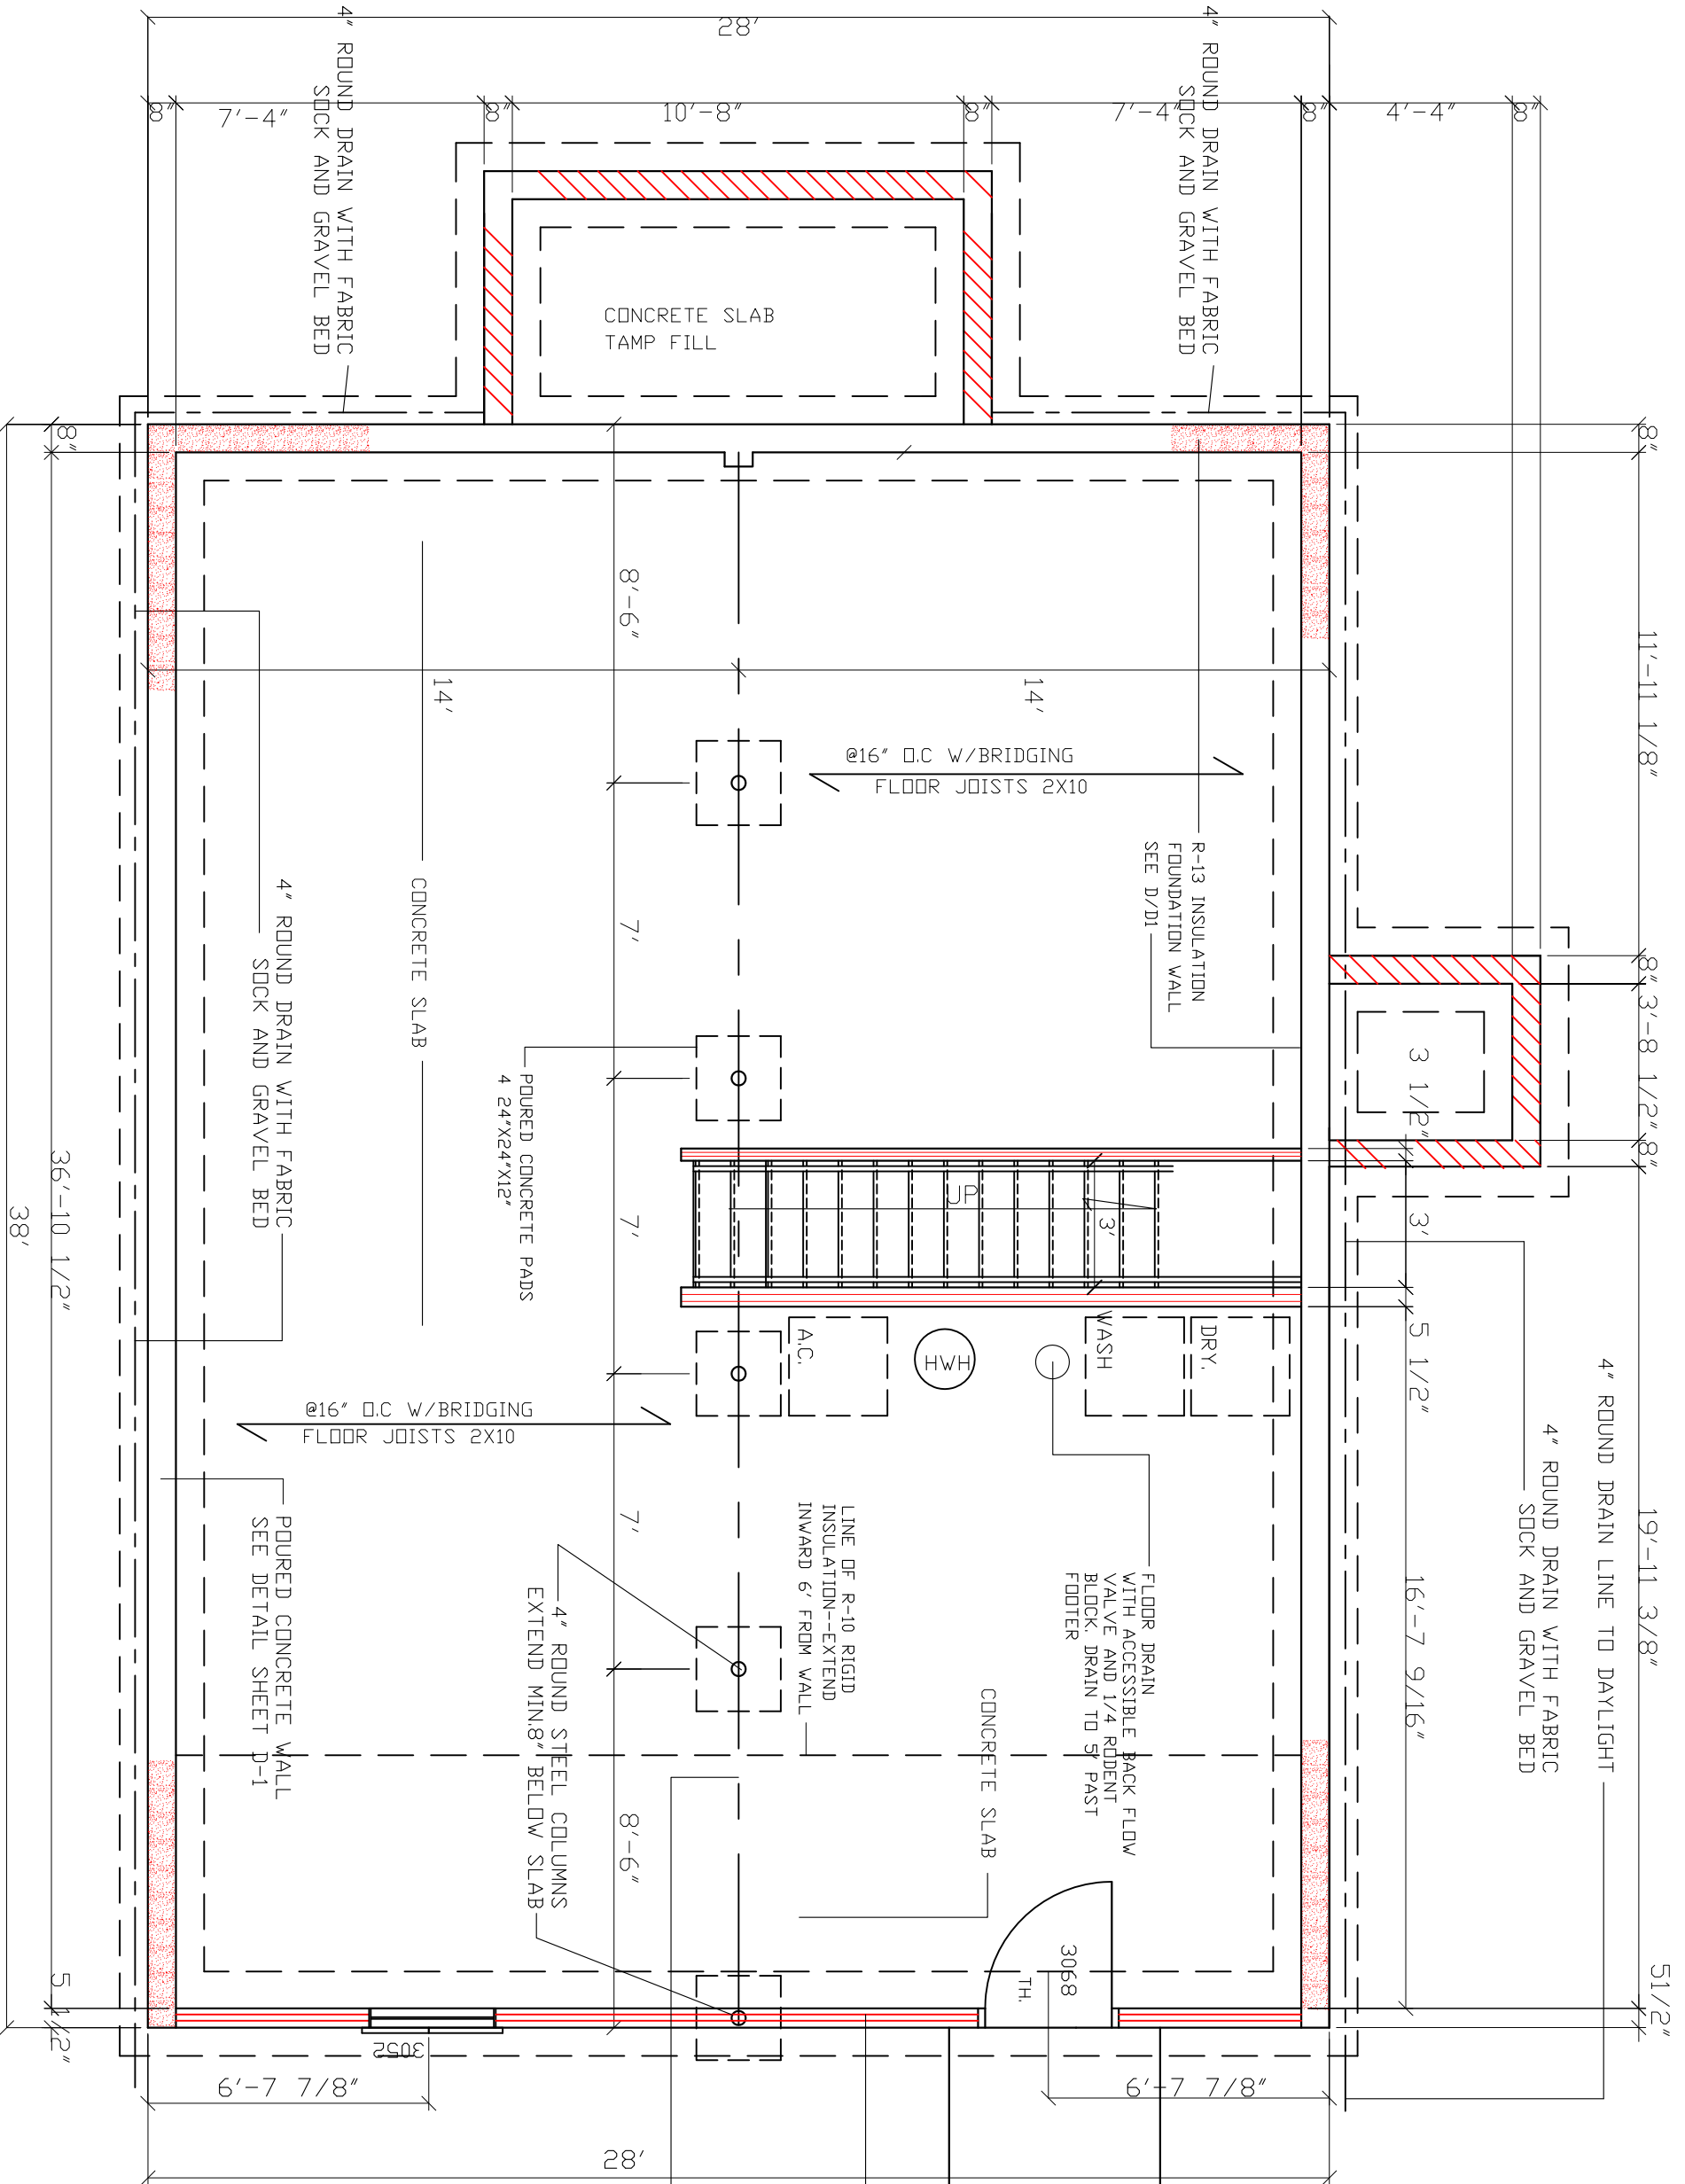 28'
8"
7'-4"
8"
10'-8"
8"
7'-4"
8"
4'-4"
8"
4" ROUND DRAIN WITH FABRIC
SOCK AND GRAVEL BED
4" ROUND DRAIN WITH FABRIC
SOCK AND GRAVEL BED
CONCRETE SLAB
TAMP FILL
8"
8"
11'-11 1/8"
8"
3'-8 1/2"
8"
19'-11 3/8"
51/2"
8'-6"
14'
14'
@16" O.C W/BRIDGING
FLOOR JOISTS 2X10
R-13 INSULATION
FOUNDATION WALL
SEE D/D1
4" ROUND DRAIN WITH FABRIC
SOCK AND GRAVEL BED
CONCRETE SLAB
7'
POURED CONCRETE PADS
4 24"X24"X12"
3 1/2"
3'
5 1/2"
16'-7 9/16"
UP
3'
7'
36'-10 1/2"
38'
A.C.
HWH
WASH
DRY.
4" ROUND DRAIN LINE TO DAYLIGHT
4" ROUND DRAIN WITH FABRIC
SOCK AND GRAVEL BED
@16" O.C W/BRIDGING
FLOOR JOISTS 2X10
7'
POURED CONCRETE WALL
SEE DETAIL SHEET D-1
4" ROUND STEEL COLUMNS
EXTEND MIN.8" BELOW SLAB
LINE OF R-10 RIGID
INSULATION--EXTEND
INWARD 6' FROM WALL
FLOOR DRAIN
WITH ACCESSIBLE BACK FLOW
VALVE AND 1/4 RODENT
BLOCK. DRAIN TO 5' PAST
FOOTER
CONCRETE SLAB
8'-6"
3068
TH.
5 1/2"
3052
6'-7 7/8"
6'-7 7/8"
28'